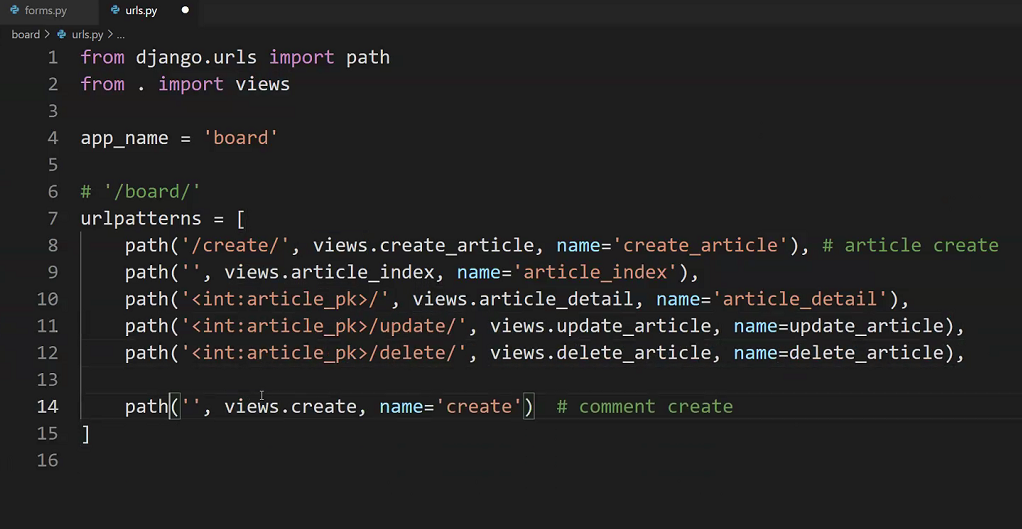 forms.py urls.py
board > urls.py > ...
1 from django.urls import path
2 from . import views
3
4 app_name = 'board'
5
6 # '/board/'
7 urlpatterns = [
8     path('/create/', views.create_article, name='create_article'), # article create
9     path('', views.article_index, name='article_index'),
10     path('<int:article_pk>/', views.article_detail, name='article_detail'),
11     path('<int:article_pk>/update/', views.update_article, name=update_article),
12     path('<int:article_pk>/delete/', views.delete_article, name=delete_article),
13
14     path('', views.create, name='create')  # comment create
15 ]
16